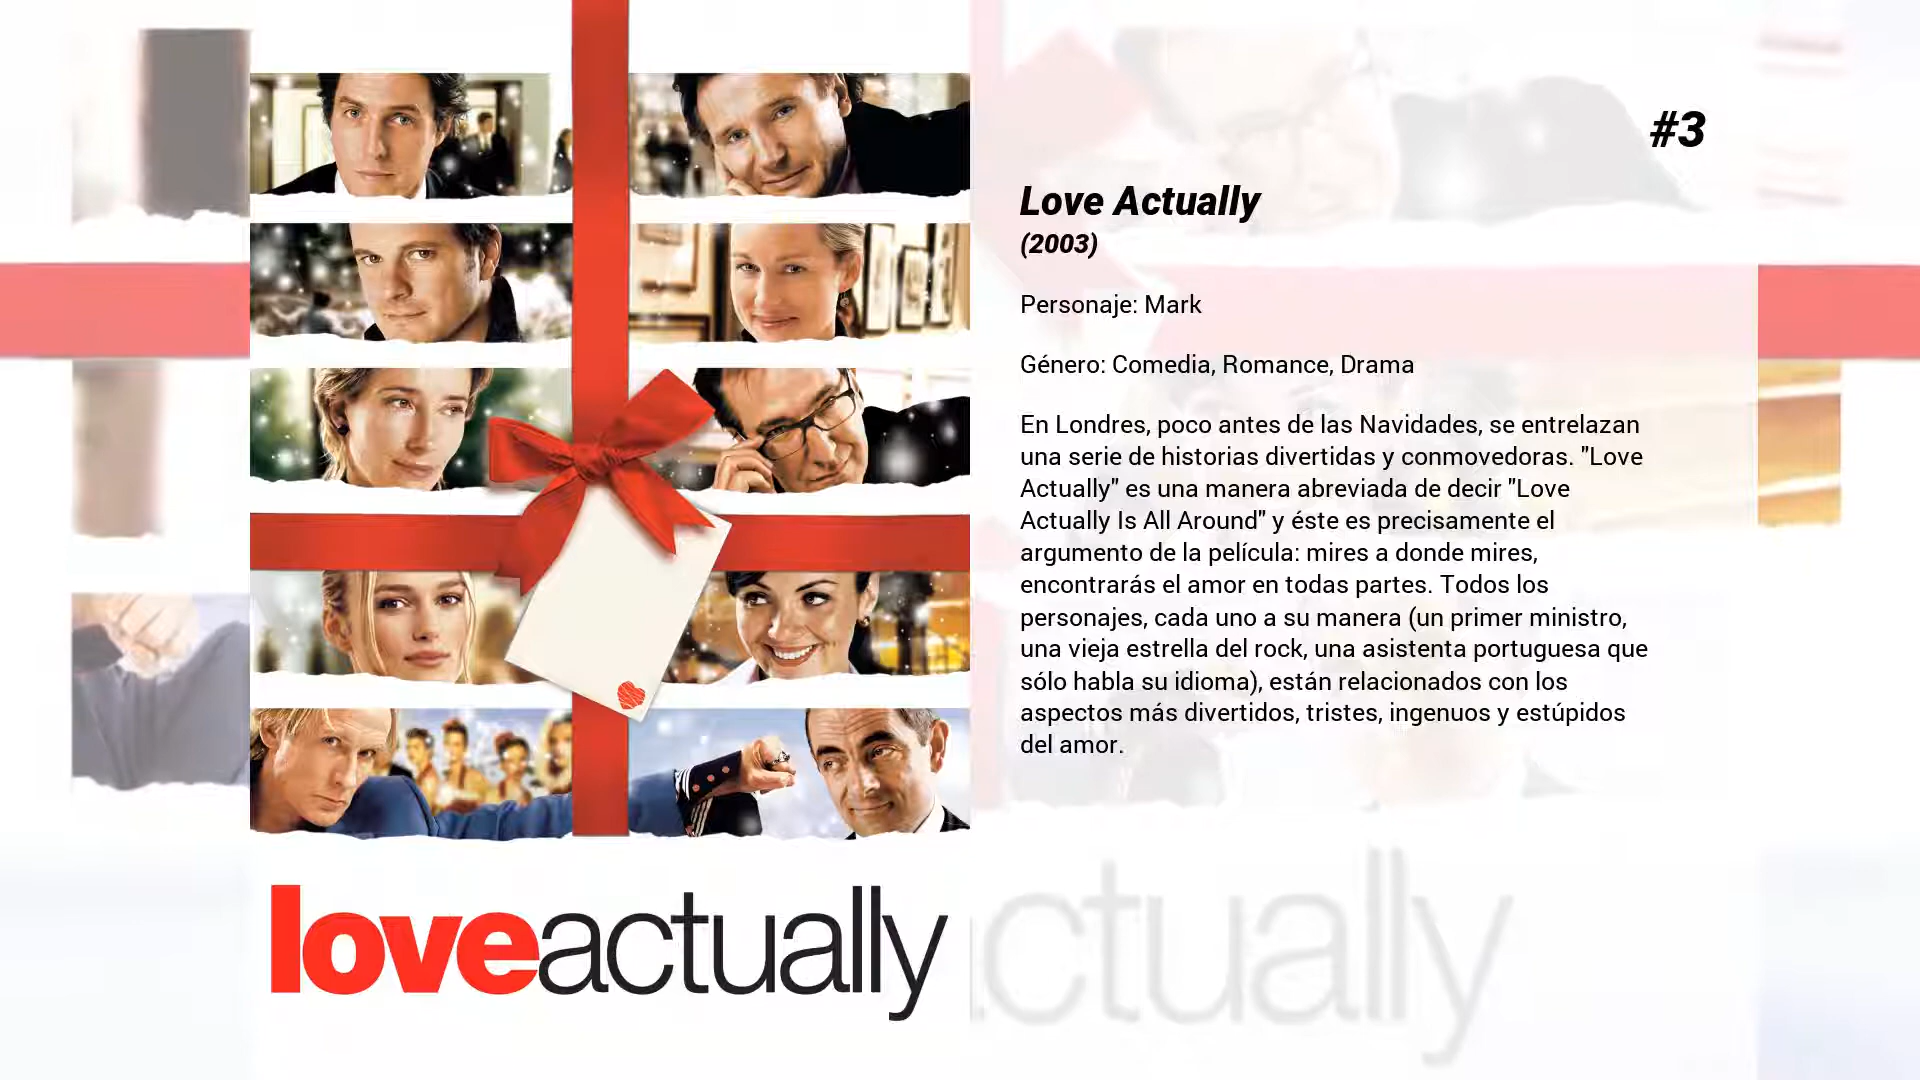 #3
Love Actually
(2003)
Personaje: Mark
Género: Comedia, Romance, Drama
En Londres, poco antes de las Navidades, se entrelazan
una serie de historias divertidas y conmovedoras. "Love
Actually" es una manera abreviada de decir "Love
Actually Is All Around" y éste es precisamente el
argumento de la película: mires a donde mires,
encontrarás el amor en todas partes. Todos los
personajes, cada uno a su manera (un primer ministro,
una vieja estrella del rock, una asistenta portuguesa que
sólo habla su idioma), están relacionados con los
aspectos más divertidos, tristes, ingenuos y estúpidos
del amor.
loveactually
ctually